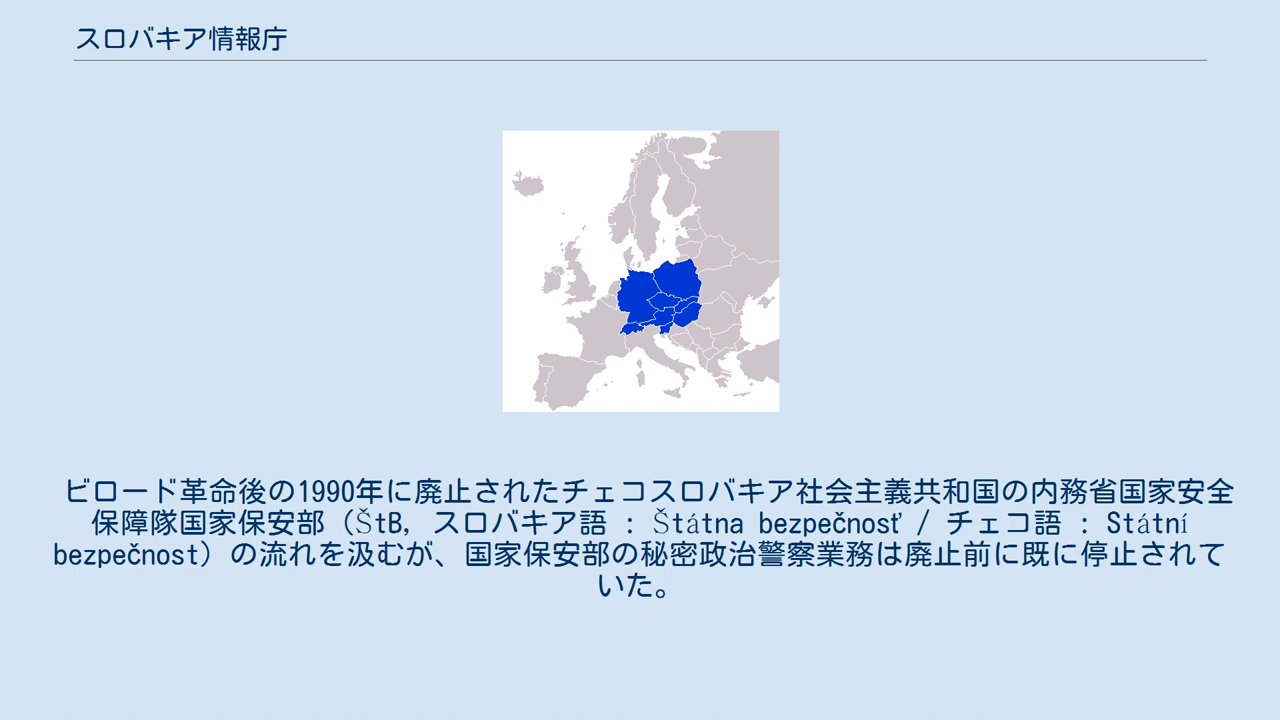 スロバキア情報庁
ビロード革命後の1990年に廃止されたチェコスロバキア社会主義共和国の内務省国家安全
保障隊国家保安部（ŠtB, スロバキア語 : Štátna bezpečnosť / チェコ語 : Státní
bezpečnost）の流れを汲むが、国家保安部の秘密政治警察業務は廃止前に既に停止されて
いた。